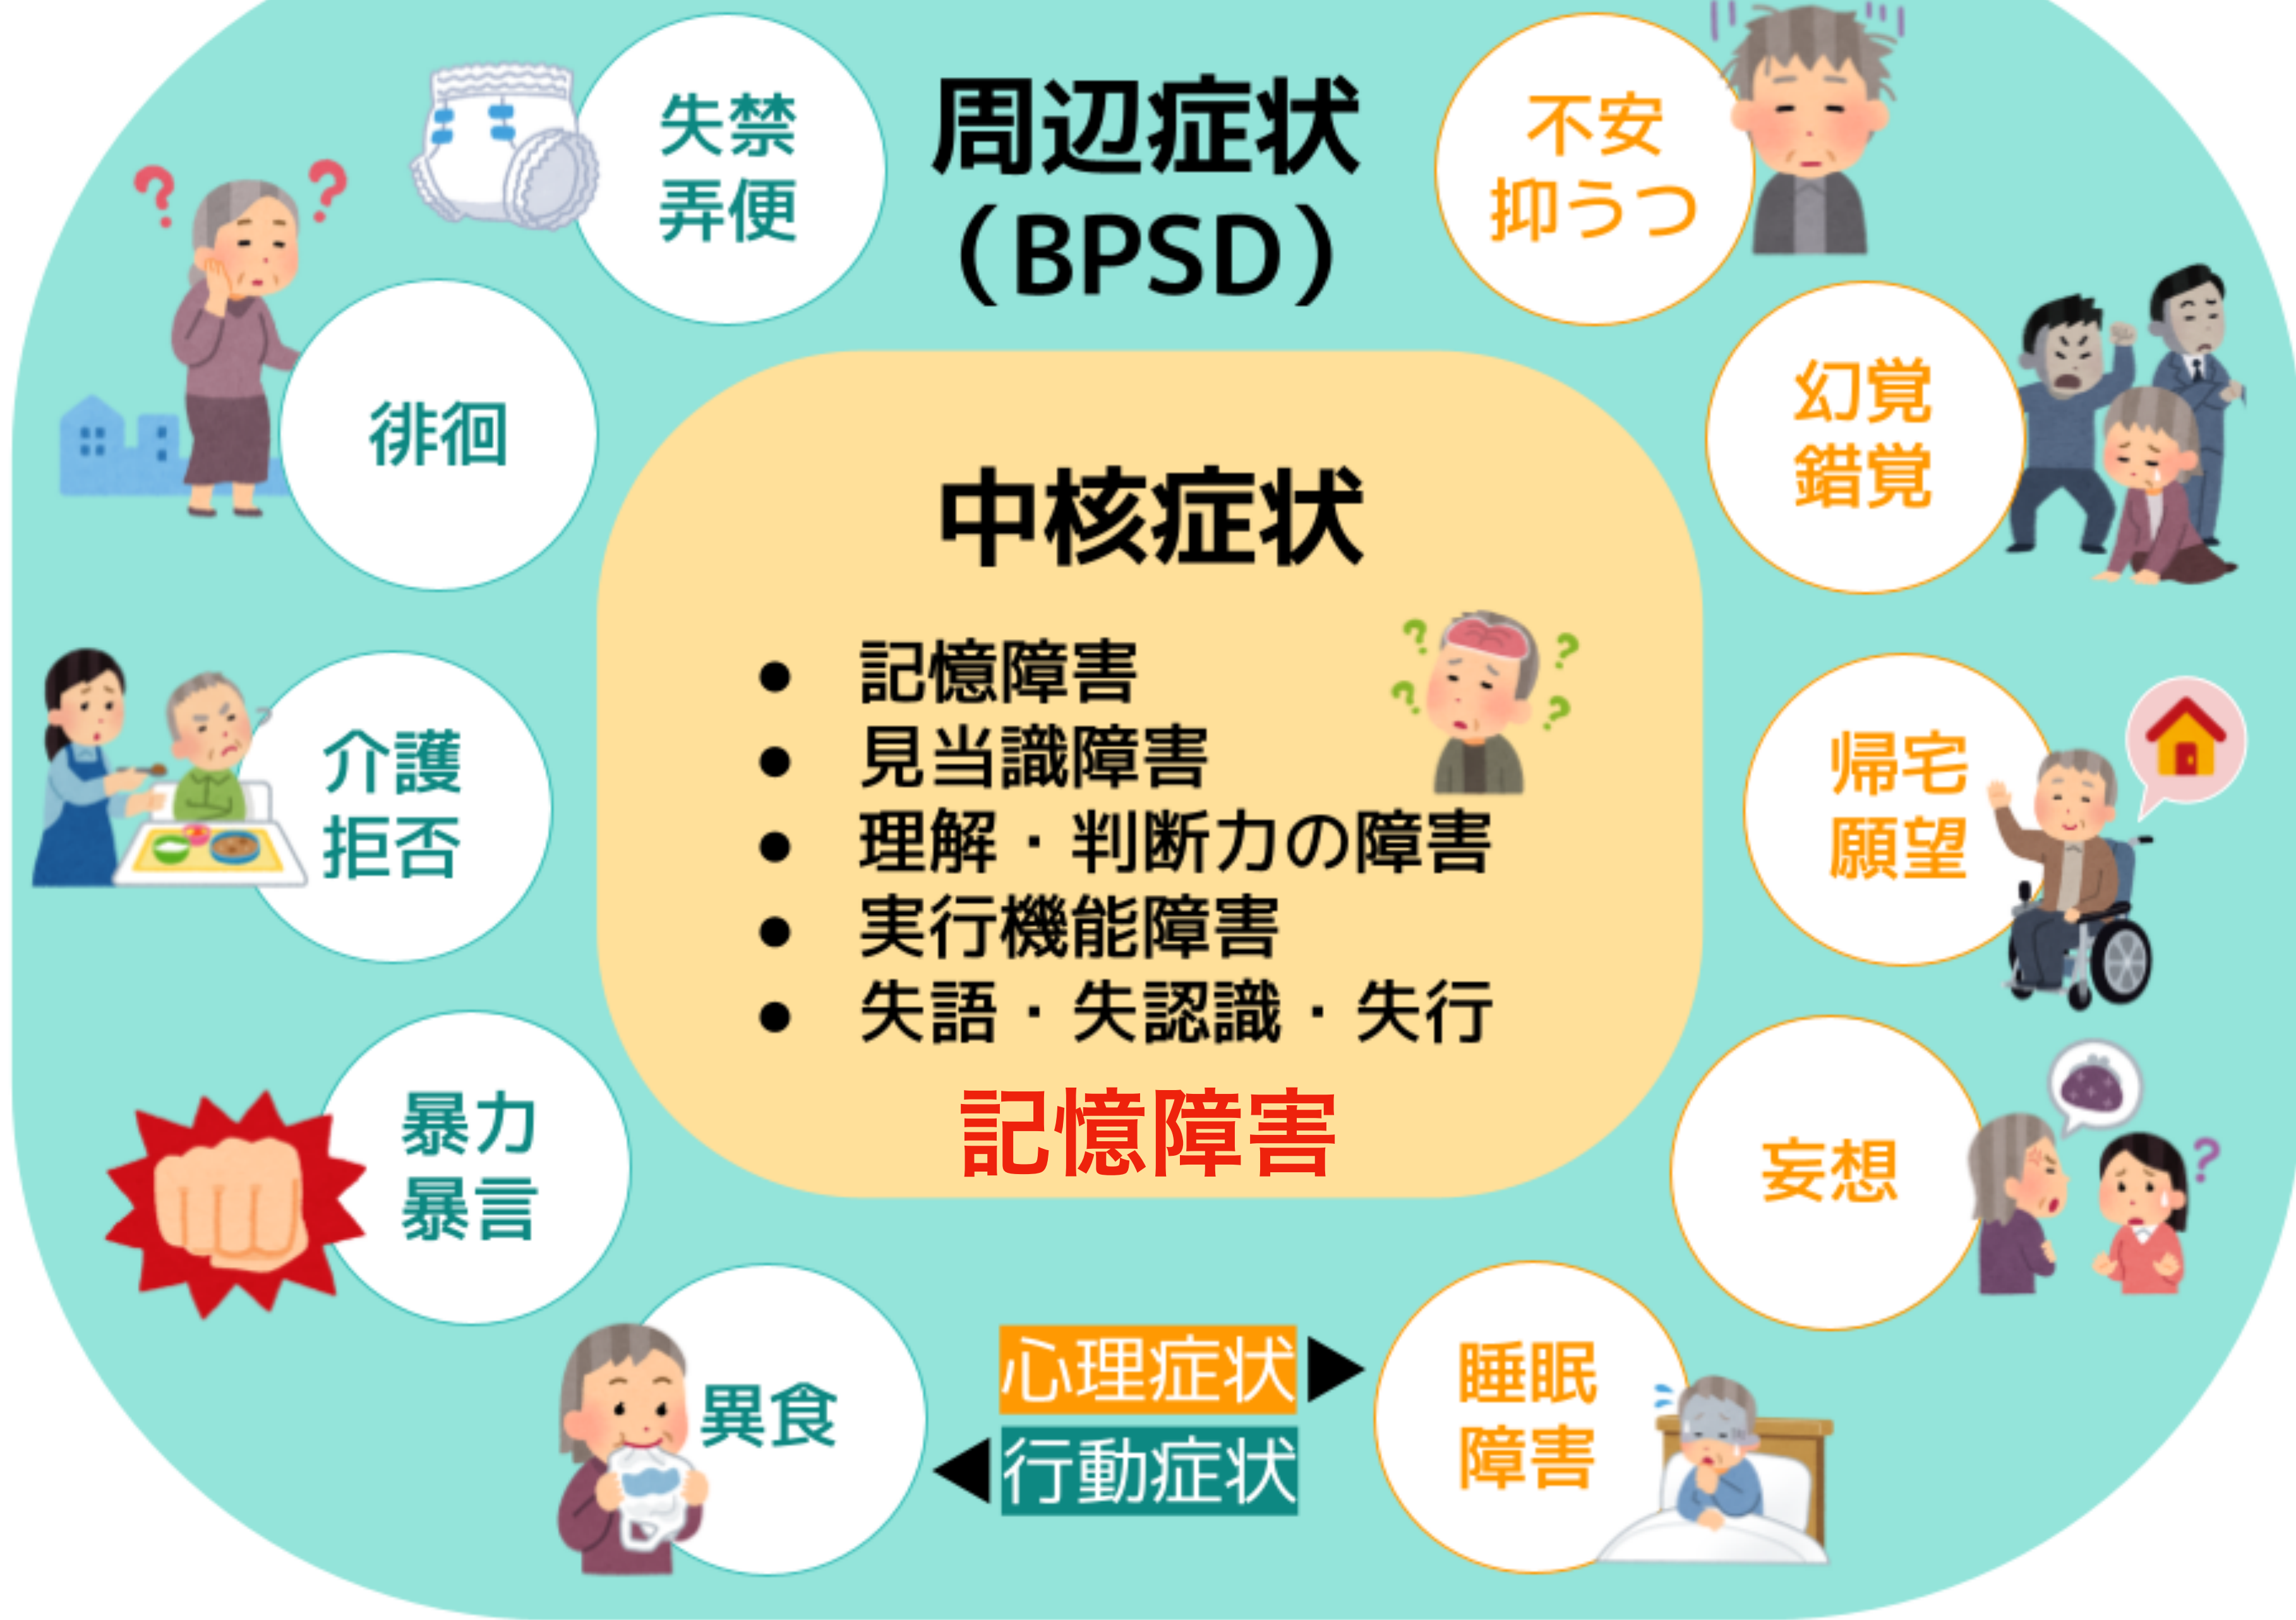 周辺症状
（BPSD）
失禁
弄便
徘徊
介護
拒否
暴力
暴言
異食
中核症状
● 記憶障害
● 見当識障害
● 理解・判断力の障害
● 実行機能障害
● 失語・失認識・失行
記憶障害
不安
抑うつ
幻覚
錯覚
帰宅
願望
妄想
睡眠
障害
心理症状▶
◀行動症状